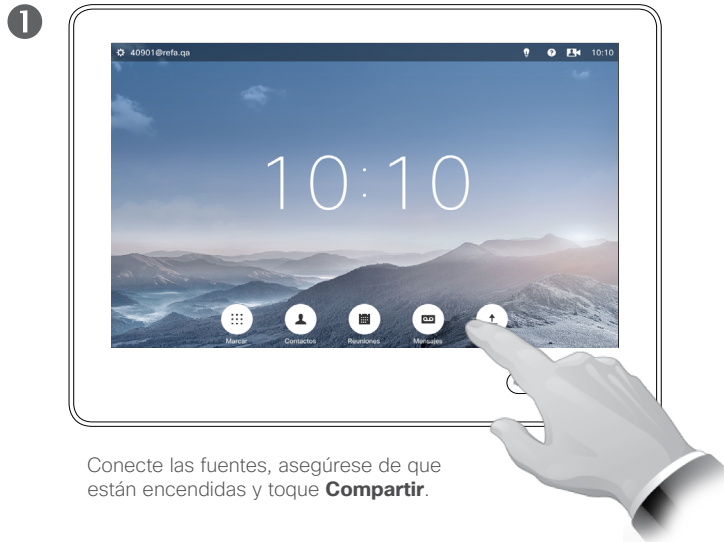 1
40901@refa.qa
10:10
10:10
Marcar
Contactos
Reuniones
Mensajes
Conecte las fuentes, asegúrese de que
están encendidas y toque Compartir.